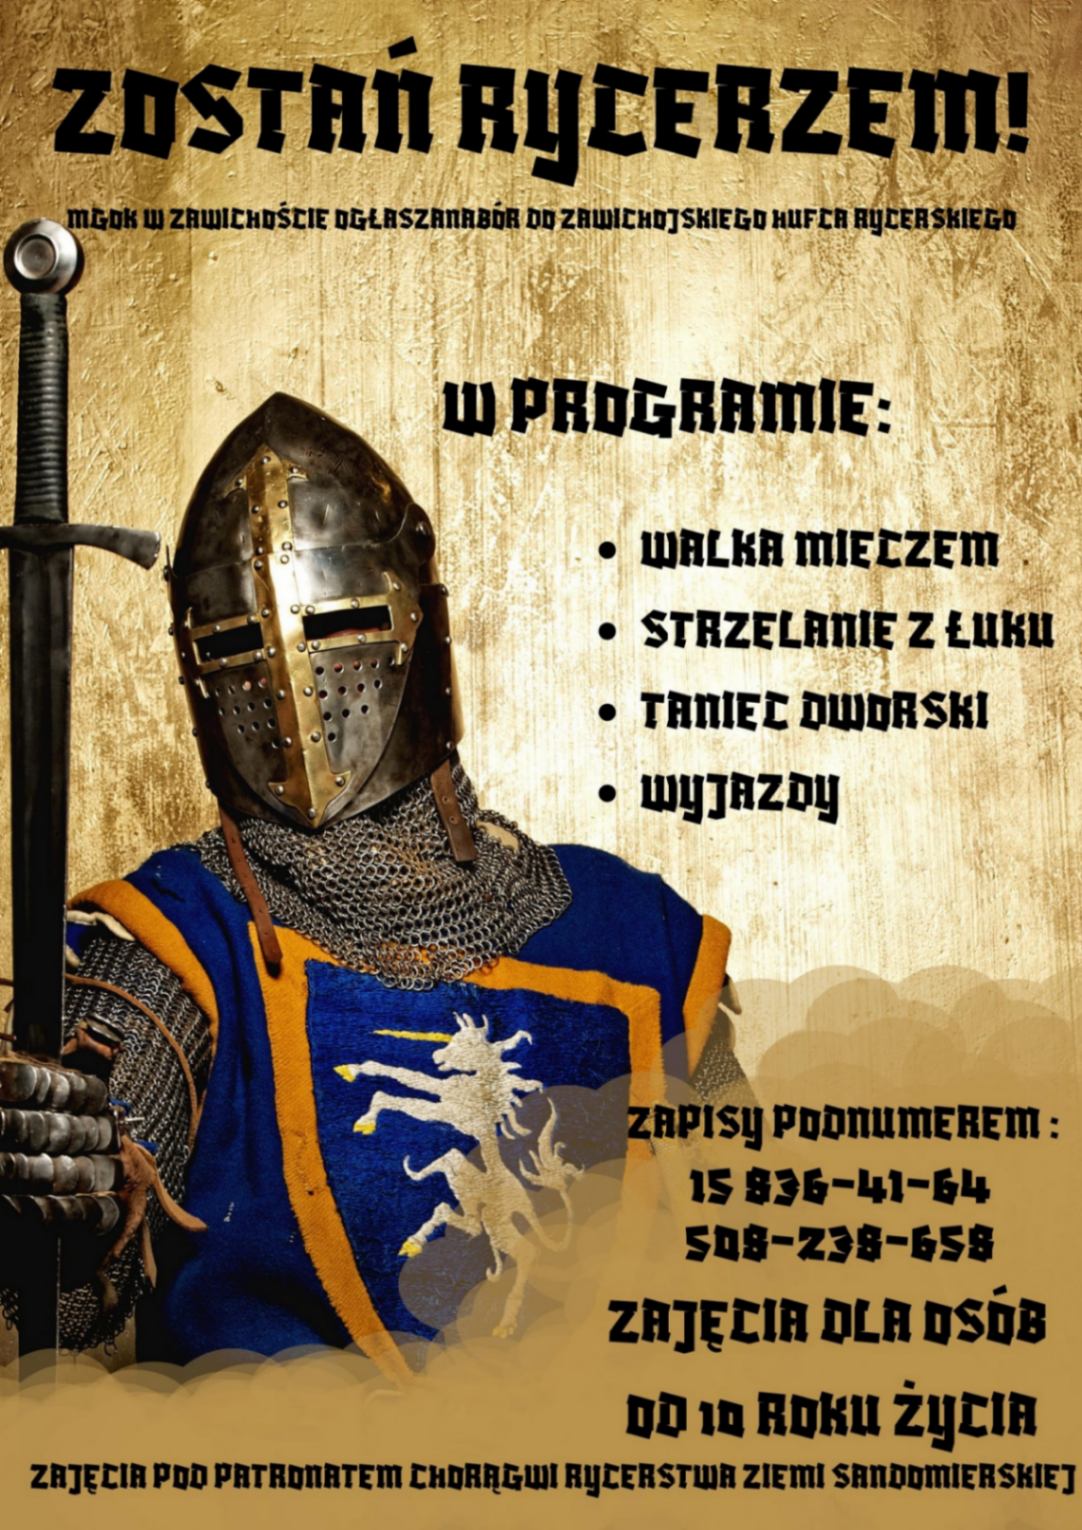 ZOSTAŃ RYCERZEM!
MGOK W ZAWICHOŚCIE OGŁASZANABÓR DO ZAWICHOJSKIEGO HUFCA RYCERSKIEGO
W PROGRAMIE:
• WALKA MIECZEM
• STRZELANIE Z ŁUKU
• TANIEC DWORSKI
• WYJAZDY
ZAPISY PODNUMEREM :
15 836-41-64
508-238-658
ZAJĘCIA DLA OSÓB
OD 10 ROKU ŻYCIA
ZAJĘCIA POD PATRONATEM CHORĄGWI RYCERSTWA ZIEMI SANDOMIERSKIEJ